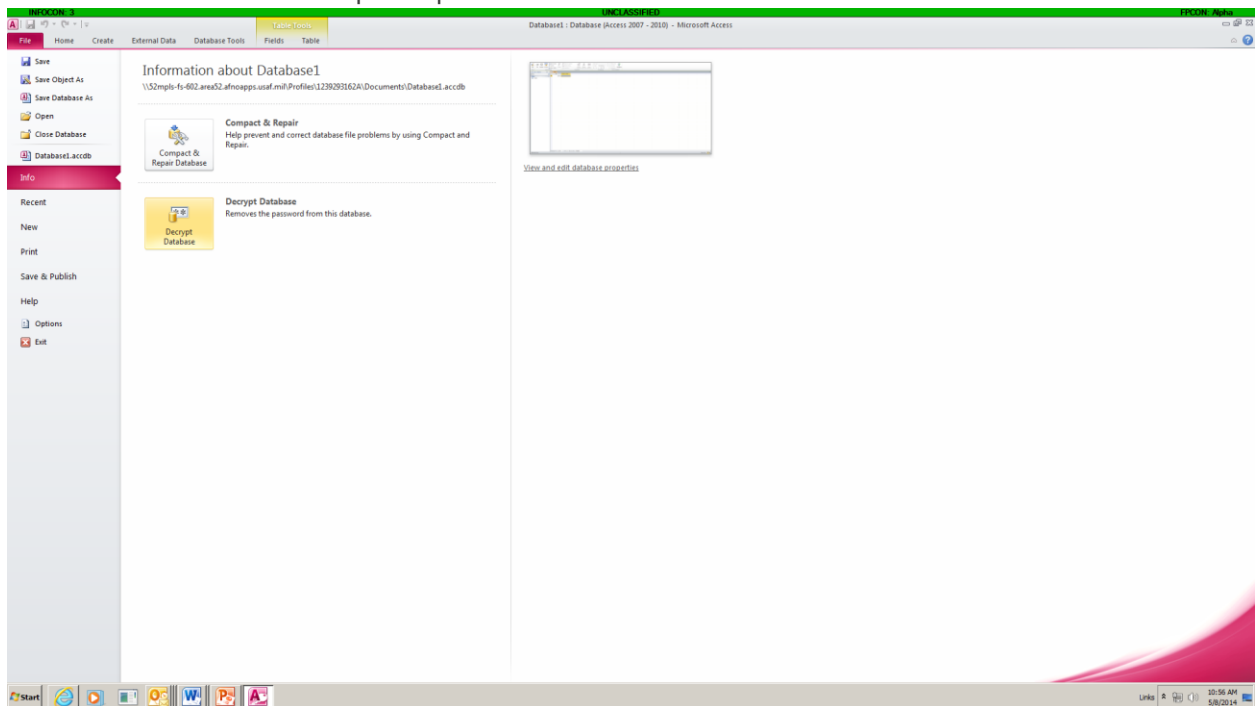 INFOCON: 3 UNCLASSIFIED FPCON: Alpha
Table Tools Database1 : Database (Access 2007 - 2010) - Microsoft Access
File Home Create External Data Database Tools Fields Table
Save
Save Object As
Save Database As
Open
Close Database
Database1.accdb
Info
Recent
New
Print
Save & Publish
Help
Options
Exit
Information about Database1
\\52mpls-fs-602.area52.afnoapps.usaf.mil\Profiles\1239293162A\Documents\Database1.accdb
Compact &
Repair Database
Compact & Repair
Help prevent and correct database file problems by using Compact and
Repair.
Decrypt
Database
Decrypt Database
Removes the password from this database.
View and edit database properties
Start
Links 10:56 AM
5/8/2014